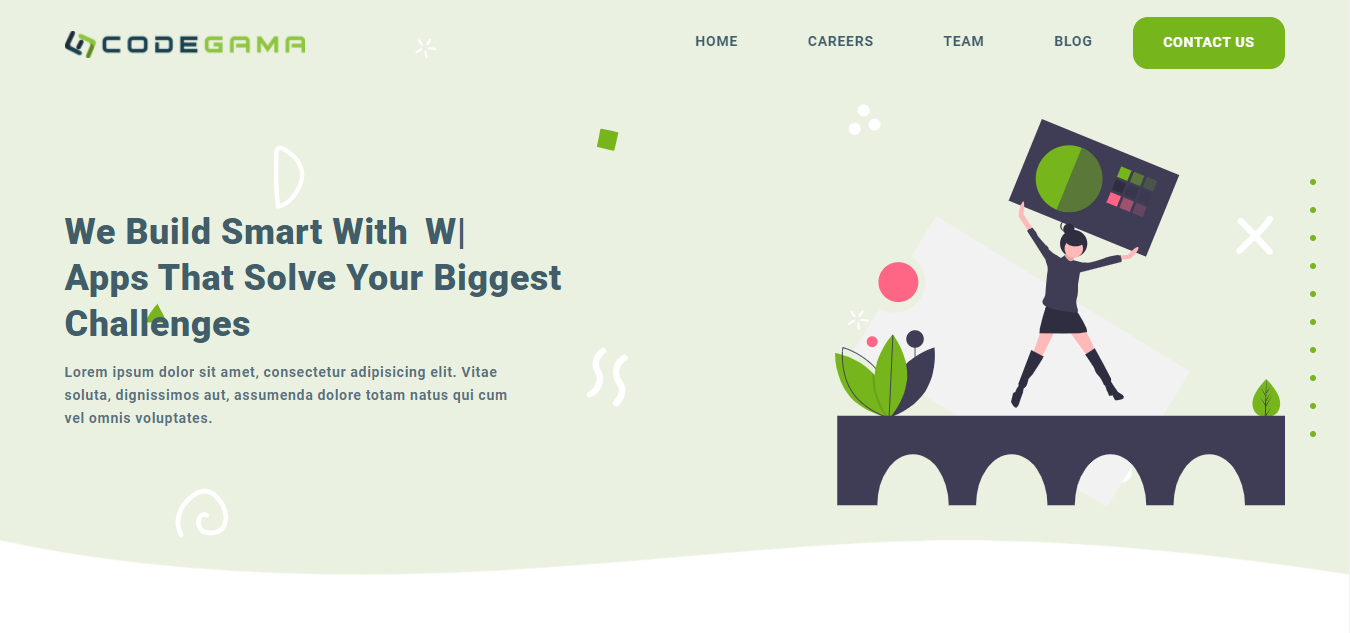 CODEGAMA
HOME CAREERS TEAM BLOG CONTACT US
We Build Smart With W|
Apps That Solve Your Biggest
Challenges
Lorem ipsum dolor sit amet, consectetur adipisicing elit. Vitae
soluta, dignissimos aut, assumenda dolore totam natus qui cum
vel omnis voluptates.